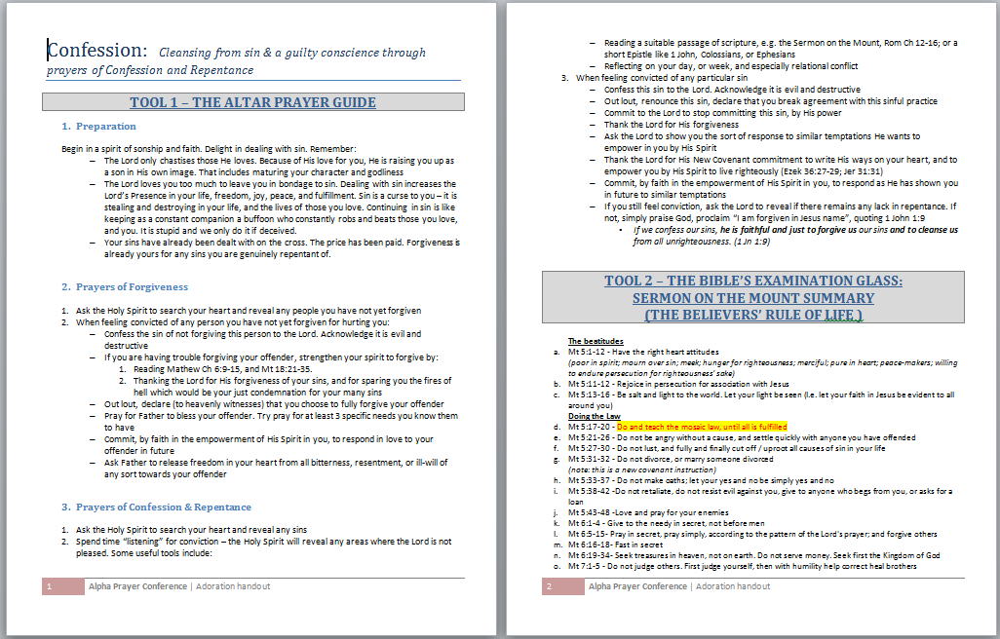 Confession: Cleansing from sin & a guilty conscience through
prayers of Confession and Repentance
TOOL 1 – THE ALTAR PRAYER GUIDE
1. Preparation
Begin in a spirit of sonship and faith. Delight in dealing with sin. Remember:
– The Lord only chastises those He loves. Because of His love for you, He is raising you up as
a son in His own image. That includes maturing your character and godliness
– The Lord loves you too much to leave you in bondage to sin. Dealing with sin increases the
Lord's Presence in your life, freedom, joy, peace, and fulfillment. Sin is a curse to you – it is
stealing and destroying in your life, and the lives of those you love. Continuing in sin is like
keeping as a constant companion a buffoon who constantly robs and beats those you love,
and you. It is stupid and we only do it if deceived.
– Your sins have already been dealt with on the cross. The price has been paid. Forgiveness is
already yours for any sins you are genuinely repentant of.
2. Prayers of Forgiveness
1. Ask the Holy Spirit to search your heart and reveal any people you have not yet forgiven
2. When feeling convicted of any person you have not yet forgiven for hurting you:
– Confess the sin of not forgiving this person to the Lord. Acknowledge it is evil and
destructive
– If you are having trouble forgiving your offender, strengthen your spirit to forgive by:
1. Reading Mathew Ch 6:9-15, and Mt 18:21-35.
2. Thanking the Lord for His forgiveness of your sins, and for sparing you the fires of
hell which would be your just condemnation for your many sins
– Out lout, declare (to heavenly witnesses) that you choose to fully forgive your offender
– Pray for Father to bless your offender. Try pray for at least 3 specific needs you know them
to have
– Commit, by faith in the empowerment of His Spirit in you, to respond in love to your
offender in future
– Ask Father to release freedom in your heart from all bitterness, resentment, or ill-will of
any sort towards your offender
3. Prayers of Confession & Repentance
1. Ask the Holy Spirit to search your heart and reveal any sins
2. Spend time "listening" for conviction – the Holy Spirit will reveal any areas where the Lord is not
pleased. Some useful tools include:
1 Alpha Prayer Conference | Adoration handout
– Reading a suitable passage of scripture, e.g. the Sermon on the Mount, Rom Ch 12-16; or a
short Epistle like 1 John, Colossians, or Ephesians
– Reflecting on your day, or week, and especially relational conflict
3. When feeling convicted of any particular sin
– Confess this sin to the Lord. Acknowledge it is evil and destructive
– Out lout, renounce this sin, declare that you break agreement with this sinful practice
– Commit to the Lord to stop committing this sin, by His power
– Thank the Lord for His forgiveness
– Ask the Lord to show you the sort of response to similar temptations He wants to
empower in you by His Spirit
– Thank the Lord for His New Covenant commitment to write His ways on your heart, and to
empower you by His Spirit to live righteously (Ezek 36:27-29; Jer 31:31)
– Commit, by faith in the empowerment of His Spirit in you, to respond as He has shown you
in future to similar temptations
– If you still feel conviction, ask the Lord to reveal if there remains any lack in repentance. If
not, simply praise God, proclaim "I am forgiven in Jesus name", quoting 1 John 1:9
• If we confess our sins, he is faithful and just to forgive us our sins and to cleanse us
from all unrighteousness. (1 Jn 1:9)
TOOL 2 – THE BIBLE'S EXAMINATION GLASS:
SERMON ON THE MOUNT SUMMARY
(THE BELIEVERS' RULE OF LIFE )
The beatitudes
a. Mt 5:1-12 - Have the right heart attitudes
(poor in spirit; mourn over sin; meek; hunger for righteousness; merciful; pure in heart; peace-makers; willing
to endure persecution for righteousness' sake)
b. Mt 5:11-12 - Rejoice in persecution for association with Jesus
c. Mt 5:13-16 - Be salt and light to the world. Let your light be seen (I.e. let your faith in Jesus be evident to all
around you)
Doing the Law
d. Mt 5:17-20 - Do and teach the mosaic law, until all is fulfilled
e. Mt 5:21-26 - Do not be angry without a cause, and settle quickly with anyone you have offended
f. Mt 5:27-30 - Do not lust, and fully and finally cut off / uproot all causes of sin in your life
g. Mt 5:31-32 - Do not divorce, or marry someone divorced
(note: this is a new covenant instruction)
h. Mt 5:33-37 - Do not make oaths; let your yes and no be simply yes and no
i. Mt 5:38-42 -Do not retaliate, do not resist evil against you, give to anyone who begs from you, or asks for a
loan
j. Mt 5:43-48 -Love and pray for your enemies
k. Mt 6:1-4 - Give to the needy in secret, not before men
l. Mt 6:5-15- Pray in secret, pray simply, according to the pattern of the Lord's prayer; and forgive others
m. Mt 6:16-18- Fast in secret
n. Mt 6:19-34- Seek treasures in heaven, not on earth. Do not serve money. Seek first the Kingdom of God
o. Mt 7:1-5 - Do not judge others. First judge yourself, then with humility help correct heal brothers
2 Alpha Prayer Conference | Adoration handout